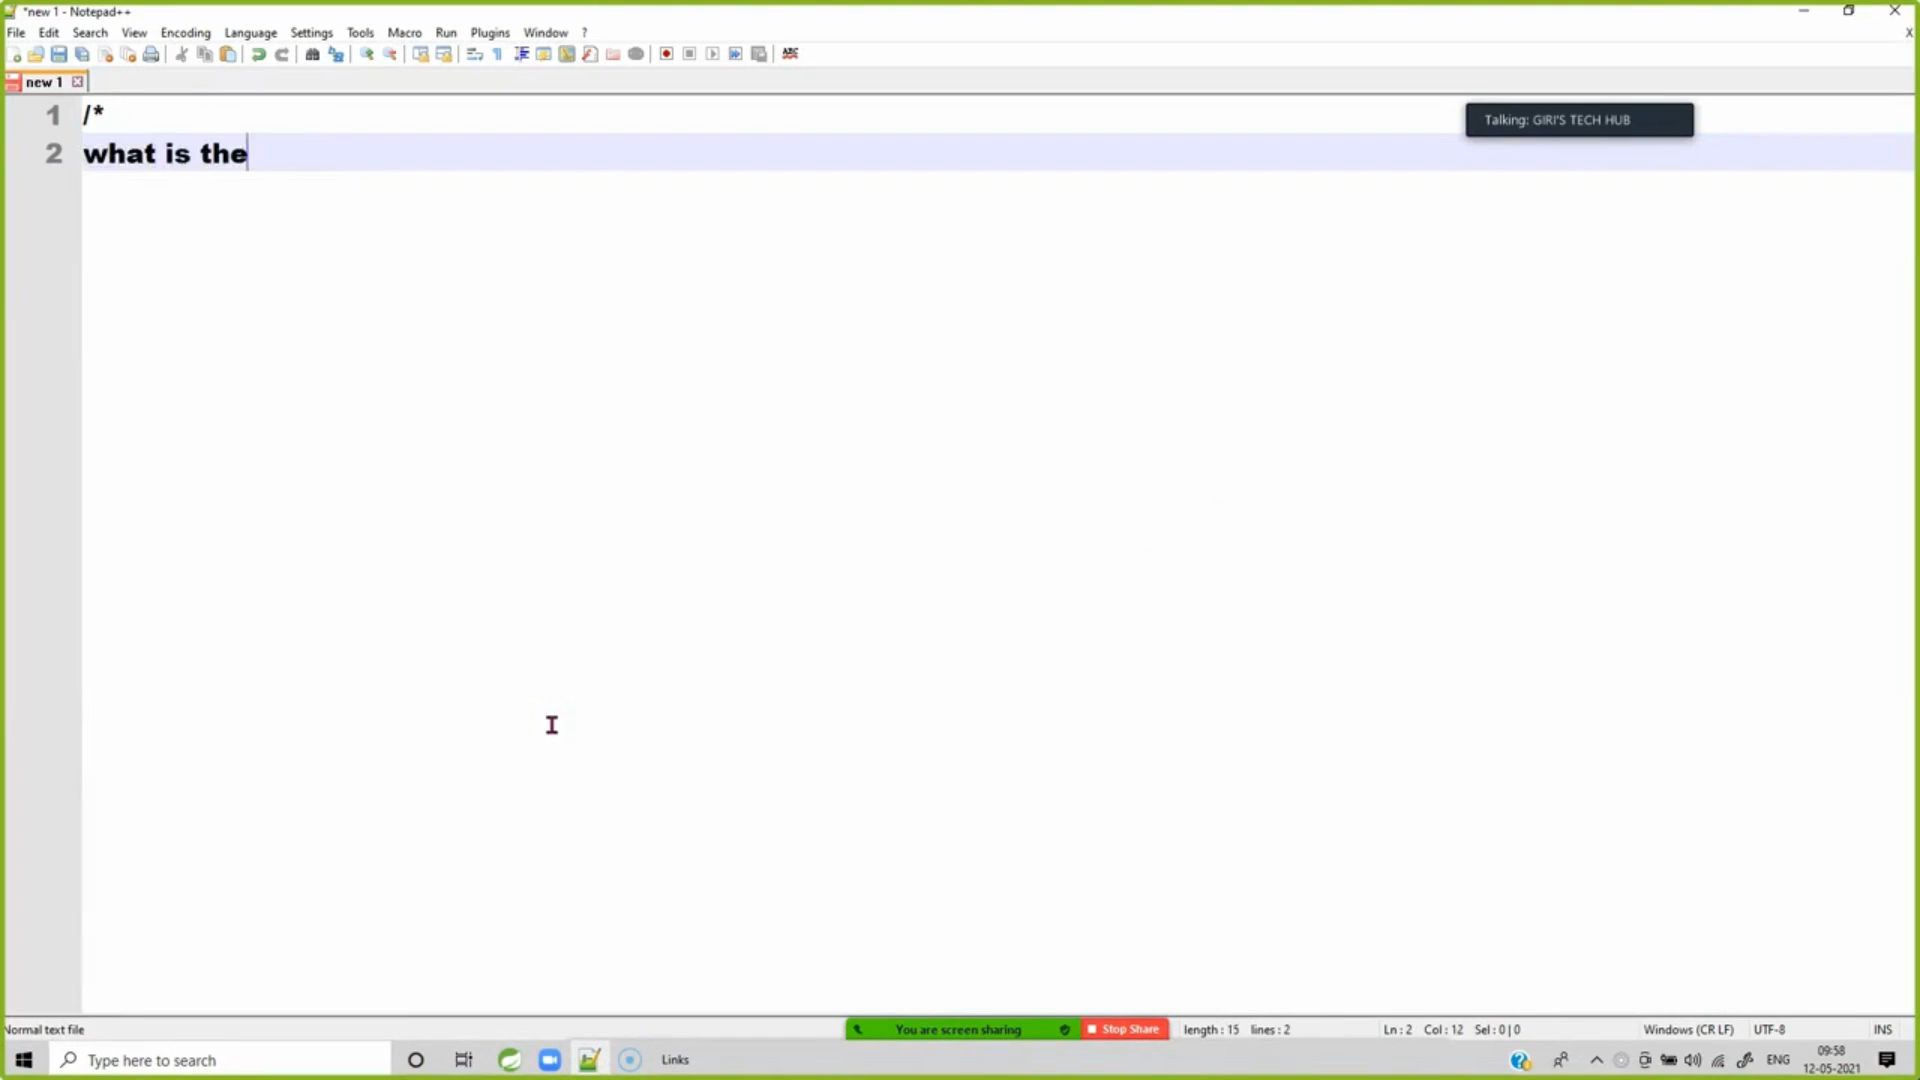 *new 1 - Notepad++
File Edit Search View Encoding Language Settings Tools Macro Run Plugins Window ?
X
ABC
new 1
1 /*
Talking: GIRI'S TECH HUB
2 what is the
Normal text file
You are screen sharing
Stop Share
length : 15 lines : 2
Ln : 2 Col : 12 Sel : 0 | 0
Windows (CR LF)
UTF-8
INS
Type here to search
Links
ENG
09:58
12-05-2021